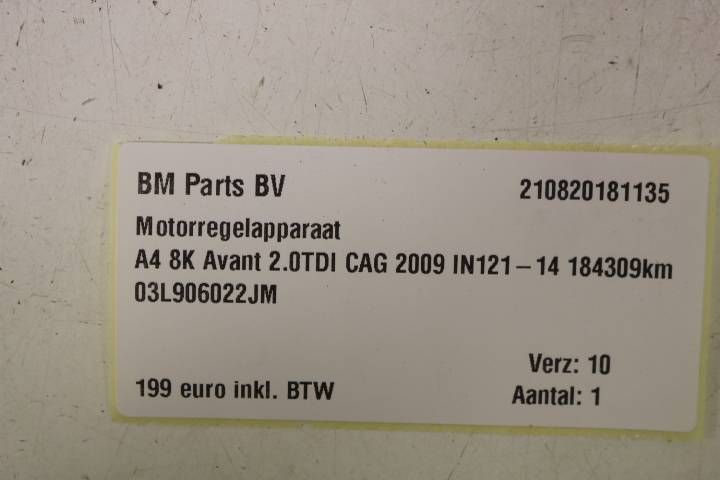 BM Parts BV 210820181135
Motorregelapparaat
A4 8K Avant 2.0TDI CAG 2009 IN121-14 184309km
03L906022JM
Verz: 10
199 euro inkl. BTW Aantal: 1